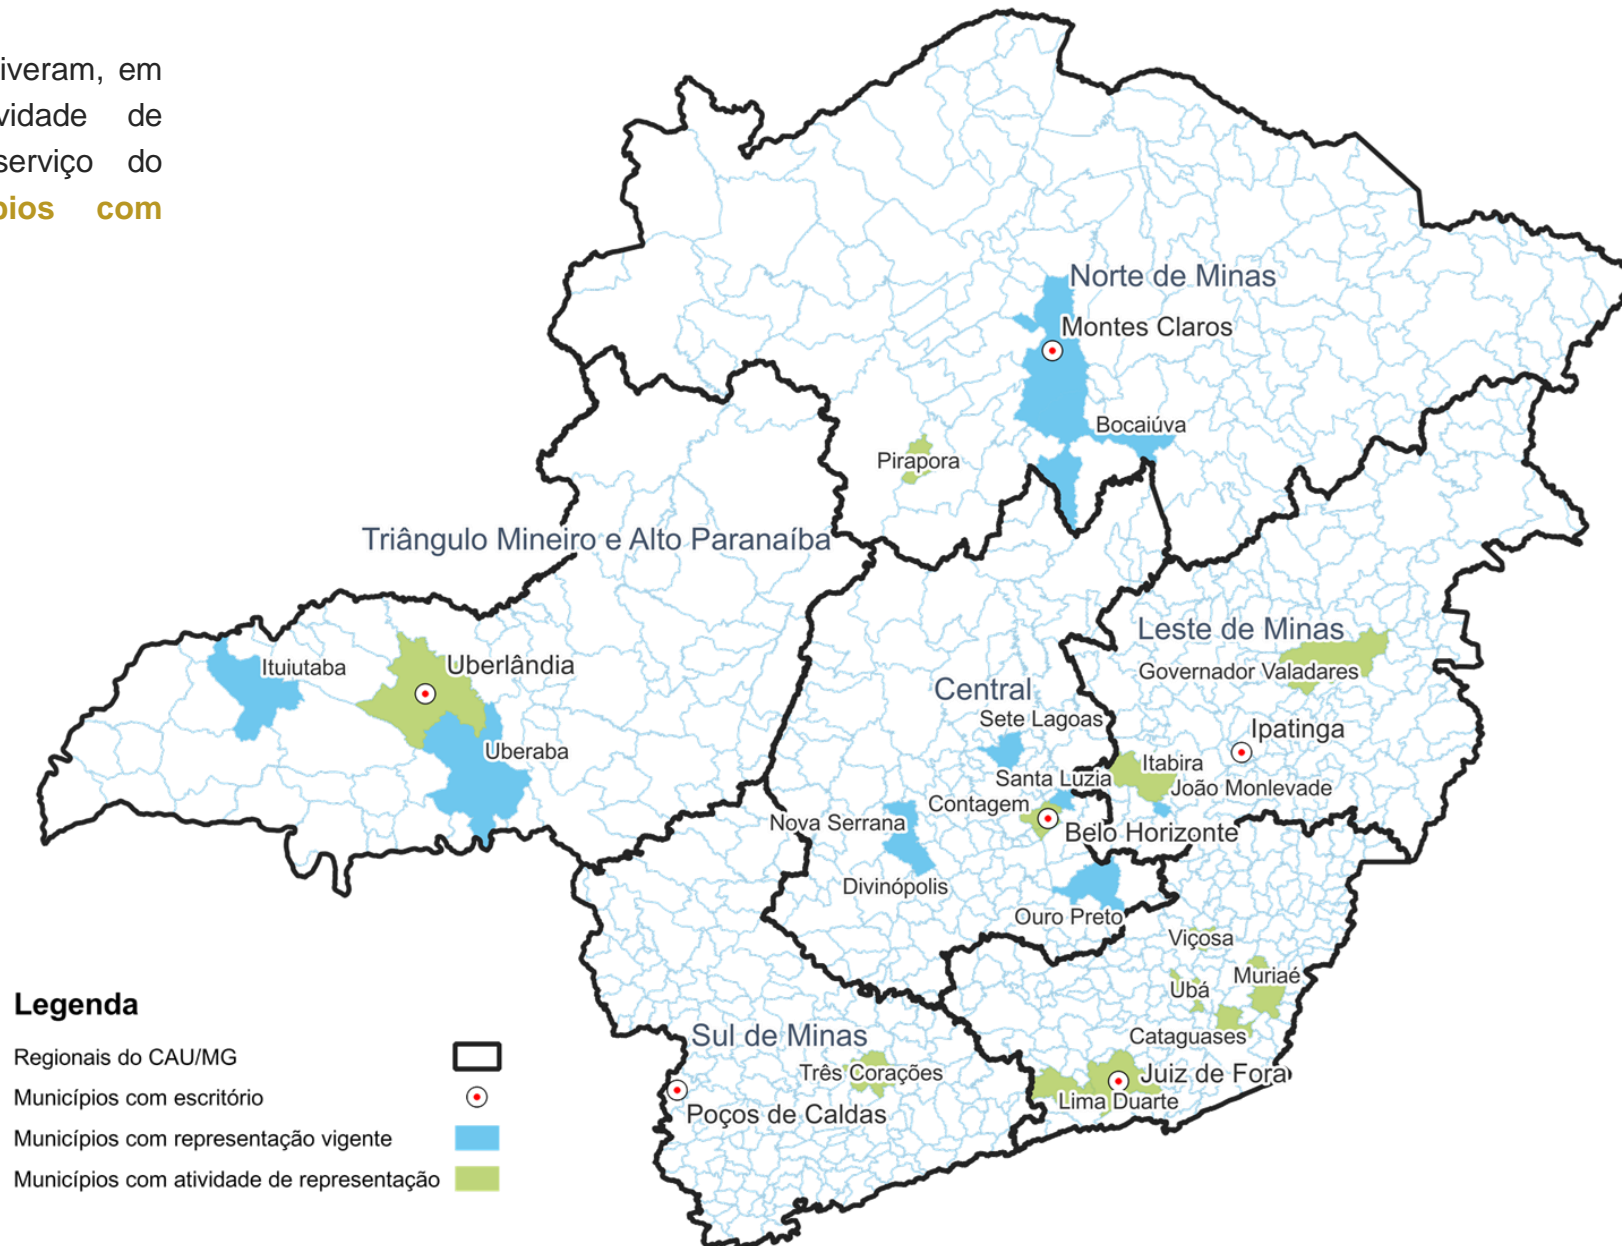 iveram, em
vidade de
serviço do
pios com
Norte de Minas
Montes Claros
Bocaiúva
Pirapora
Triângulo Mineiro e Alto Paranaíba
Leste de Minas
Ituiutaba
Uberlândia
Governador Valadares
Central
Sete Lagoas
Ipatinga
Uberaba
Itabira
Santa Luzia
João Monlevade
Contagem
Nova Serrana
Belo Horizonte
Divinópolis
Ouro Preto
Viçosa
Muriaé
Ubá
Cataguases
Sul de Minas
Três Corações
Juiz de Fora
Lima Duarte
Poços de Caldas
Legenda
Regionais do CAU/MG
Municípios com escritório
Municípios com representação vigente
Municípios com atividade de representação